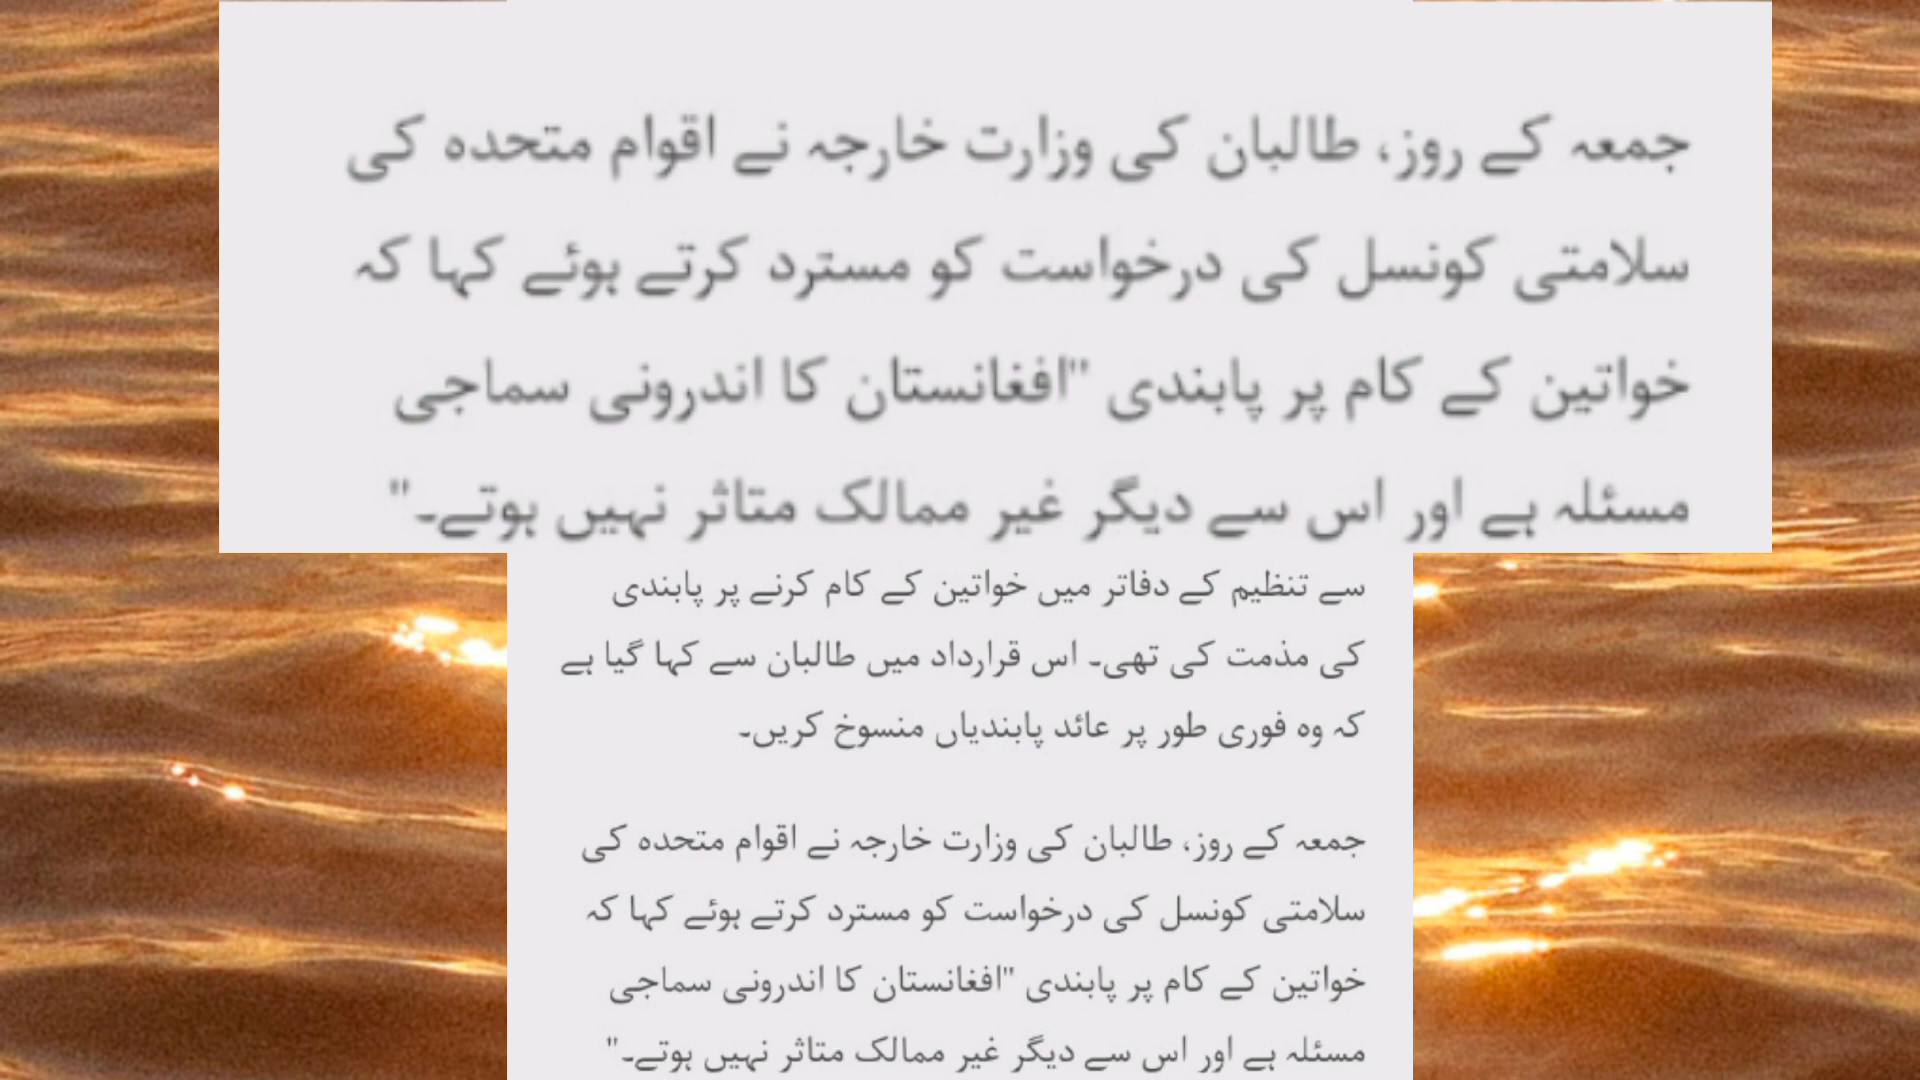 جمعہ کے روز، طالبان کی وزارت خارجہ نے اقوام متحدہ کی
سلامتی کونسل کی درخواست کو مسترد کرتے ہوئے کہا کہ
خواتین کے کام پر پابندی "افغانستان کا اندرونی سماجی
مسئلہ ہے اور اس سے دیگر غیر ممالک متاثر نہیں ہوتے۔"
سے تنظیم کے دفاتر میں خواتین کے کام کرنے پر پابندی
کی مذمت کی تھی۔ اس قرارداد میں طالبان سے کہا گیا ہے
کہ وہ فوری طور پر عائد پابندیاں منسوخ کریں۔
جمعہ کے روز، طالبان کی وزارت خارجہ نے اقوام متحدہ کی
سلامتی کونسل کی درخواست کو مسترد کرتے ہوئے کہا کہ
خواتین کے کام پر پابندی "افغانستان کا اندرونی سماجی
مسئلہ ہے اور اس سے دیگر غیر ممالک متاثر نہیں ہوتے۔"